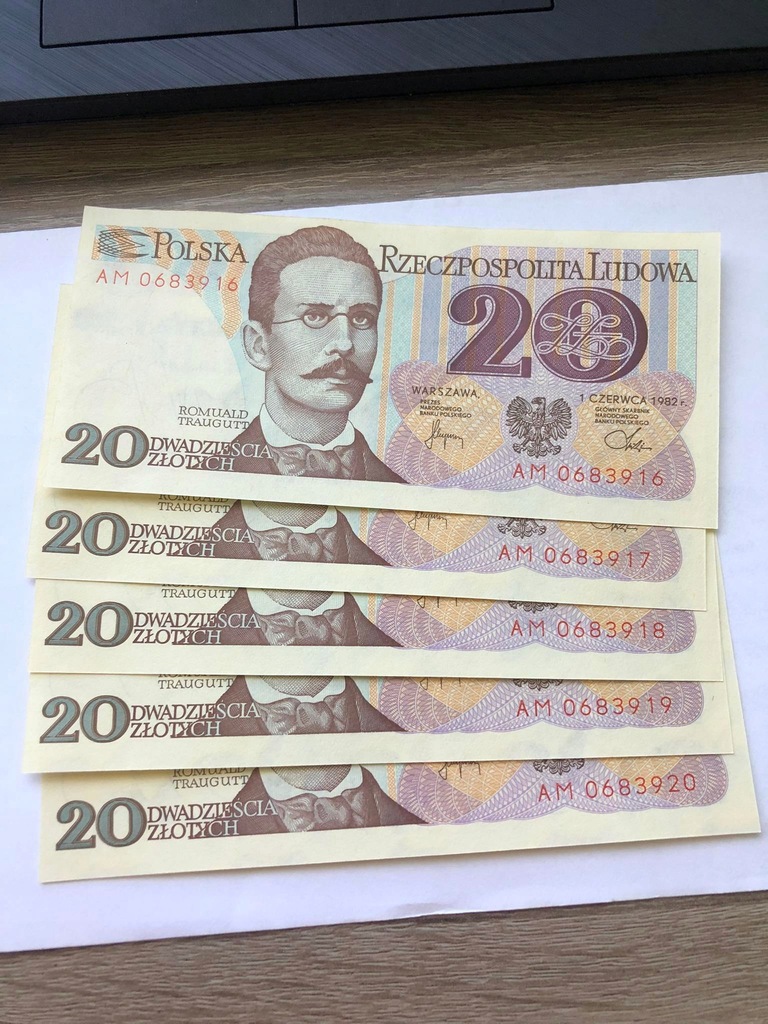 POLSKA RZECZPOSPOLITA LUDOWA
AM 0683916
20
WARSZAWA, 1 CZERWCA 1982 r.
PREZES
NARODOWEGO
BANKU POLSKIEGO
GŁÓWNY SKARBNIK
NARODOWEGO
BANKU POLSKIEGO
ROMUALD
TRAUGUTT
20 DWADZIEŚCIA
ZŁOTYCH
AM 0683916
ROMUALD
TRAUGUTT
20 DWADZIEŚCIA
ZŁOTYCH
AM 0683917
TRAUGUTT
20 DWADZIEŚCIA
ZŁOTYCH
AM 0683918
TRAUGUTT
20 DWADZIEŚCIA
ZŁOTYCH
AM 0683919
ROMUALD
TRAUGUTT
20 DWADZIEŚCIA
ZŁOTYCH
AM 0683920